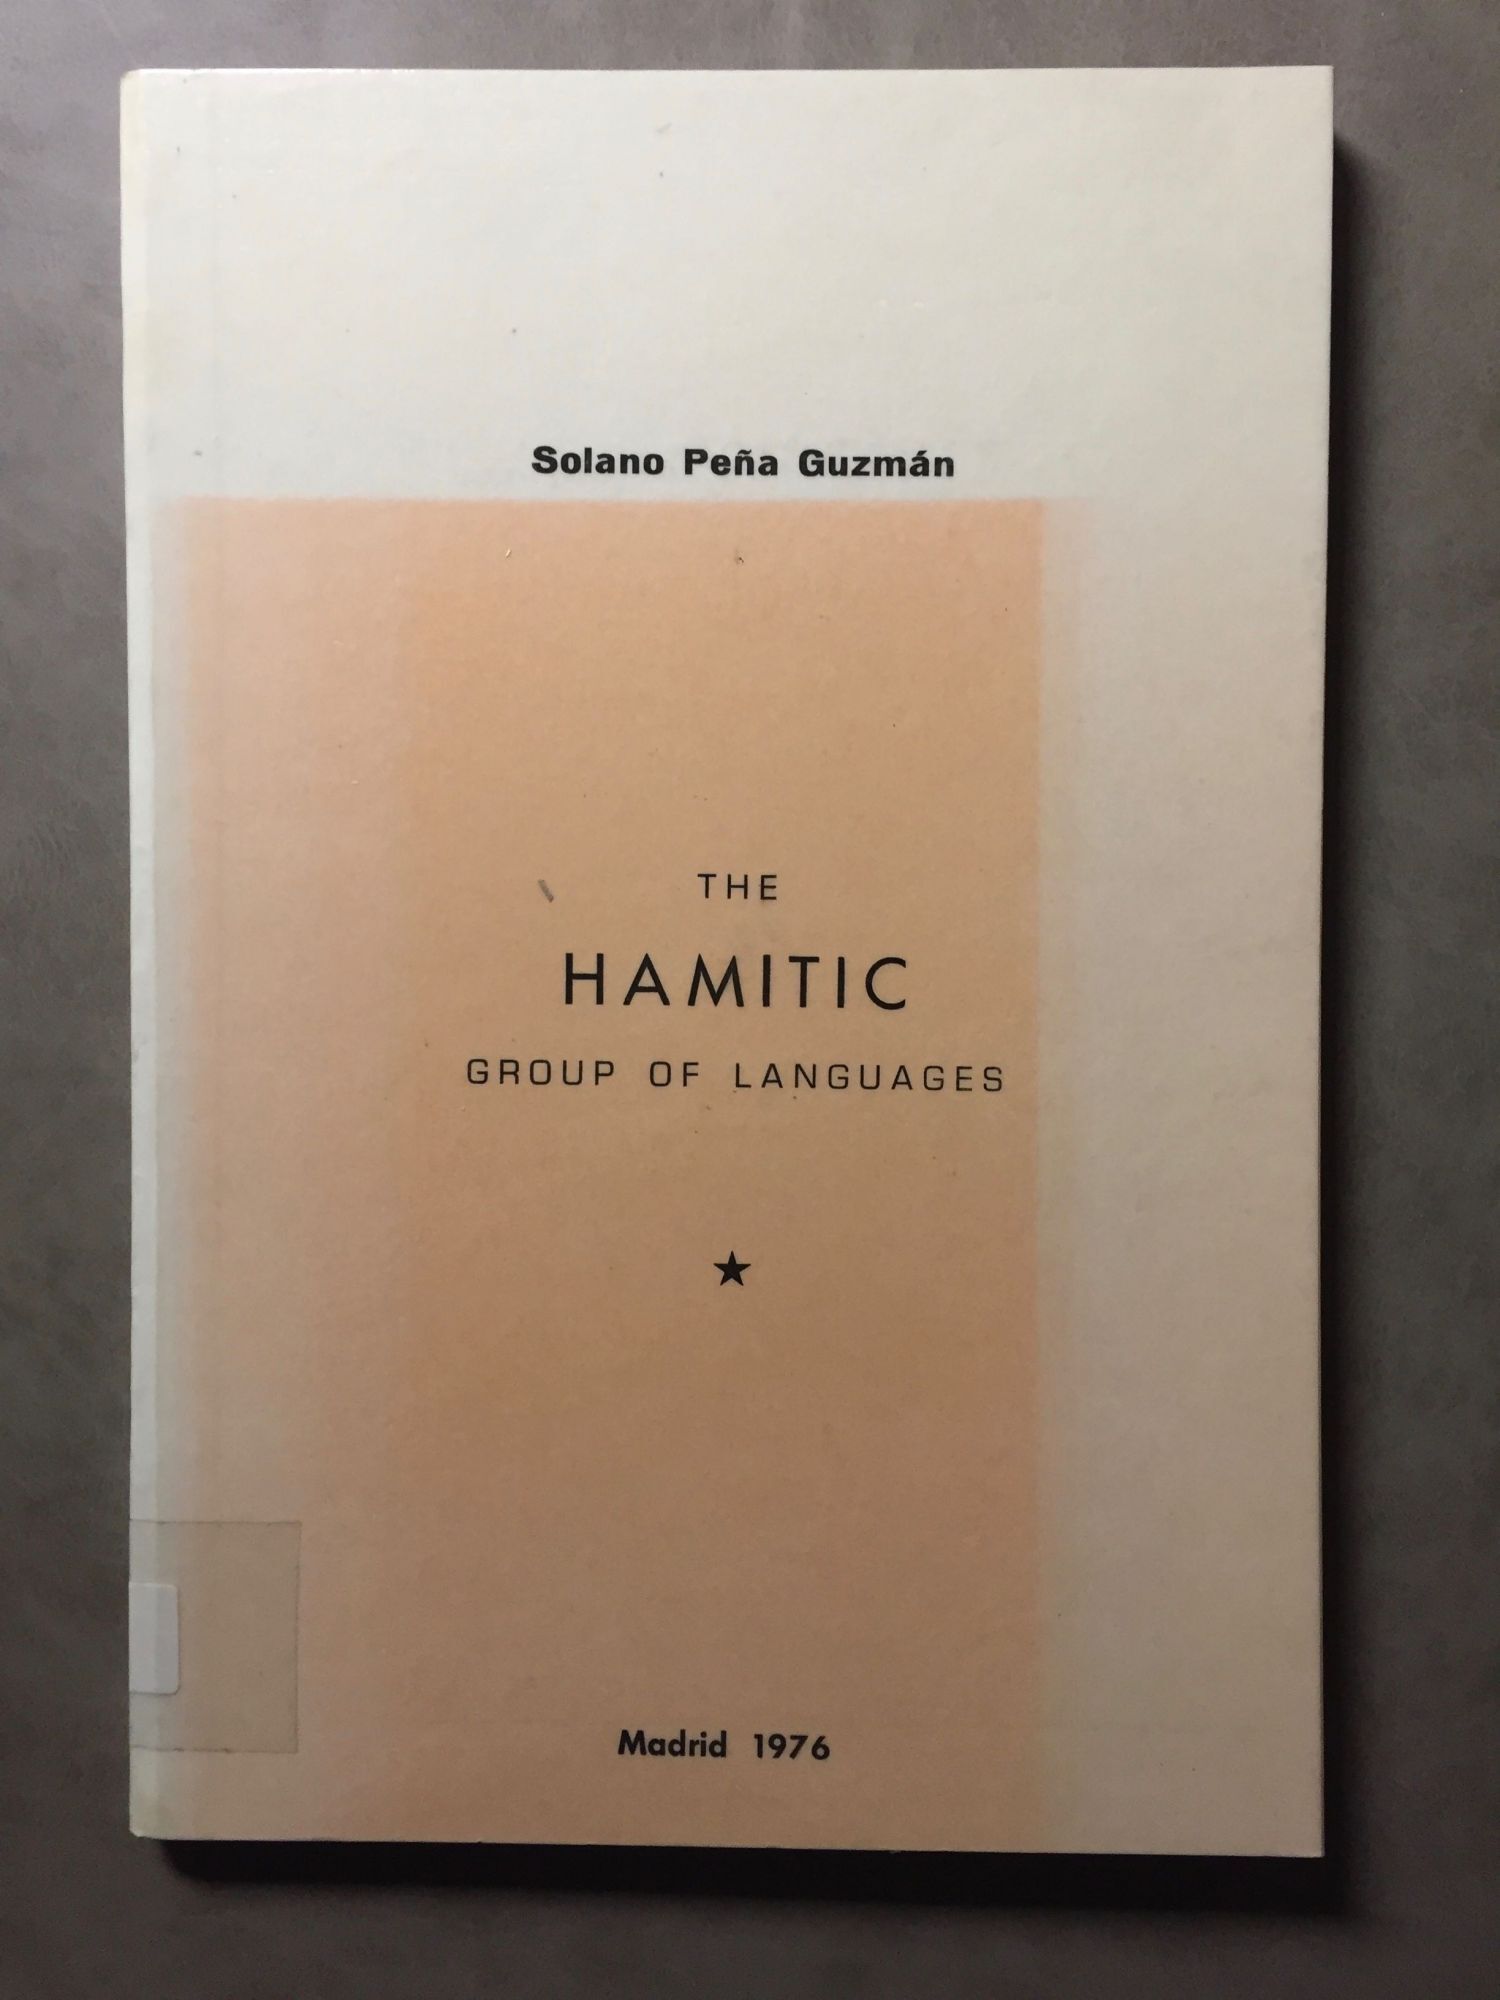 Solano Peña Guzmán
THE
HAMITIC
GROUP OF LANGUAGES
★
Madrid 1976